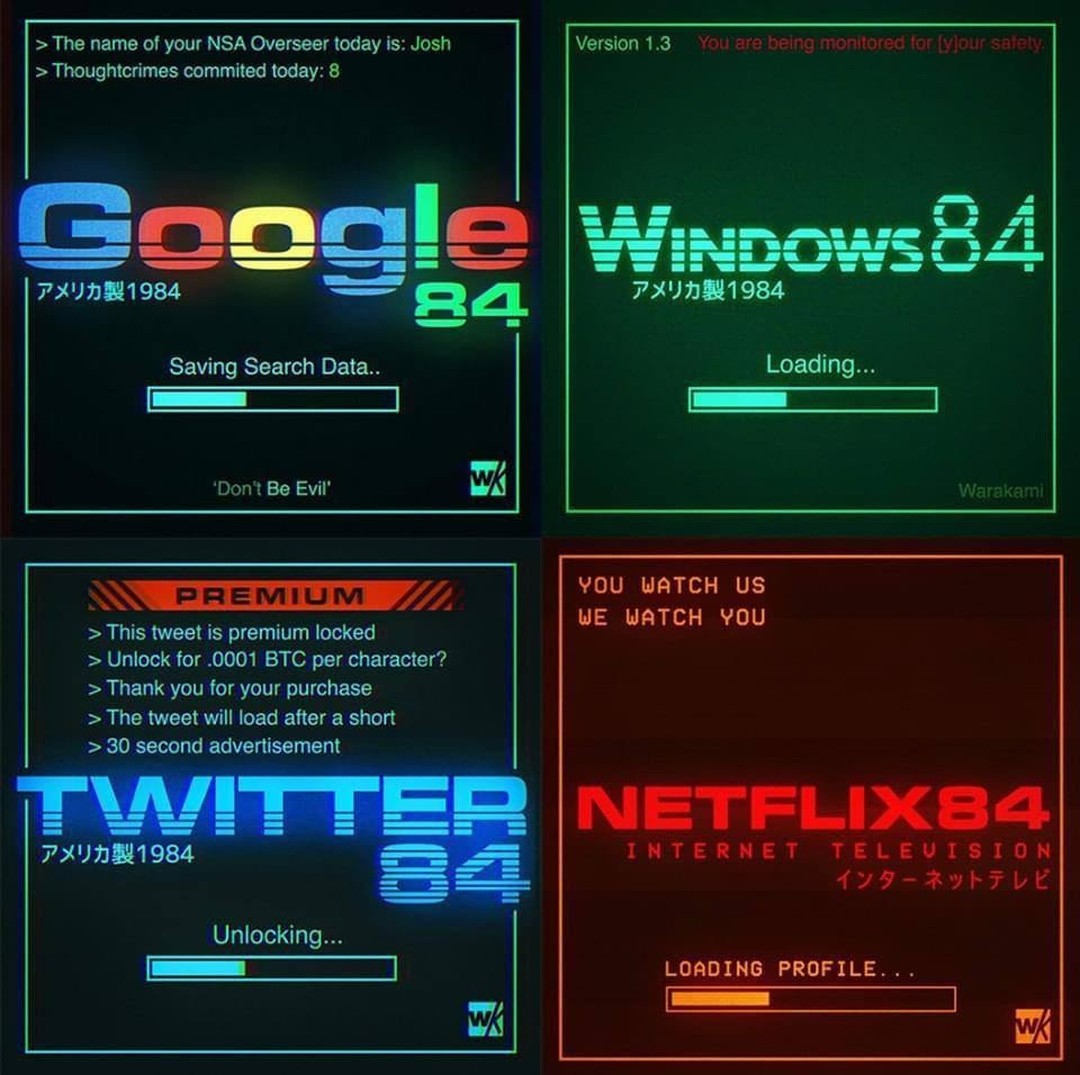 > The name of your NSA Overseer today is: Josh
> Thoughtcrimes commited today: 8
Google
アメリカ製1984
84
Saving Search Data..
'Don't Be Evil'
WK
Version 1.3
You are being monitored for [y]our safety.
WINDOWS 84
アメリカ製1984
Loading...
Warakami
PREMIUM
> This tweet is premium locked
> Unlock for .0001 BTC per character?
> Thank you for your purchase
> The tweet will load after a short
> 30 second advertisement
TWITTER
アメリカ製1984
84
Unlocking...
WK
YOU WATCH US
WE WATCH YOU
NETFLIX84
INTERNET TELEVISION
インターネットテレビ
LOADING PROFILE...
WK